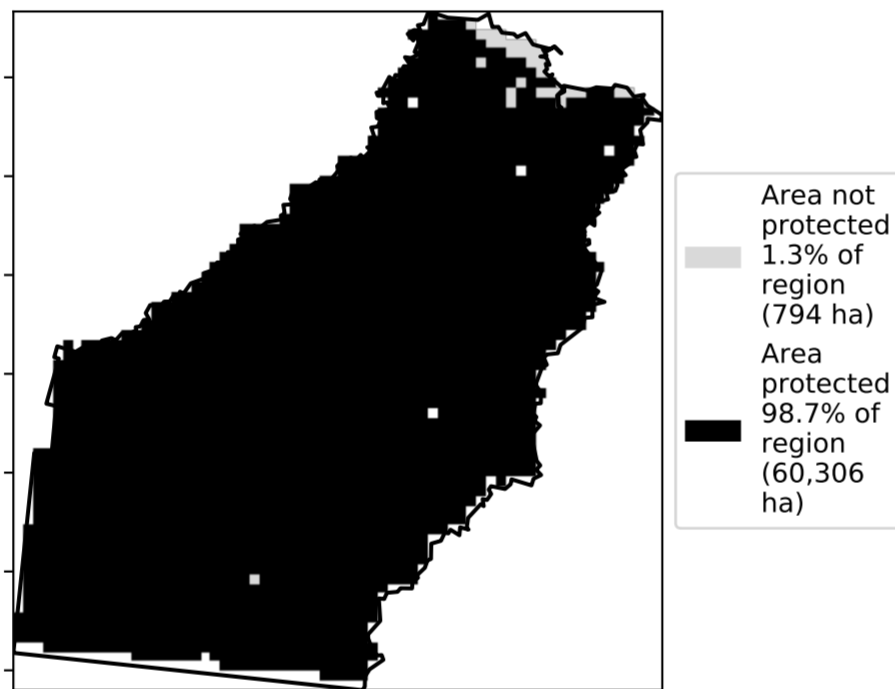 Area not
protected
1.3% of
region
(794 ha)
Area
protected
98.7% of
region
(60,306
ha)